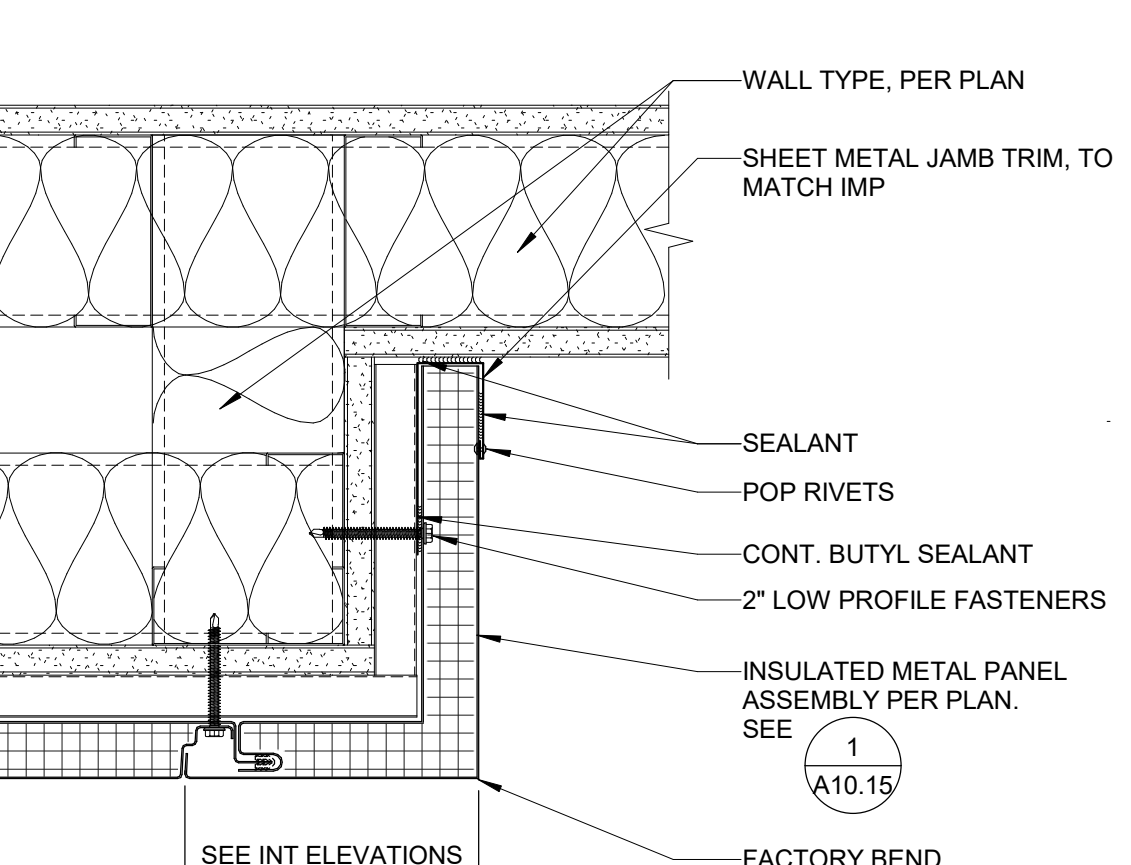 WALL TYPE, PER PLAN
SHEET METAL JAMB TRIM, TO
MATCH IMP
SEALANT
POP RIVETS
CONT. BUTYL SEALANT
2" LOW PROFILE FASTENERS
INSULATED METAL PANEL
ASSEMBLY PER PLAN.
SEE
1
A10.15
SEE INT ELEVATIONS
FACTORY BEND